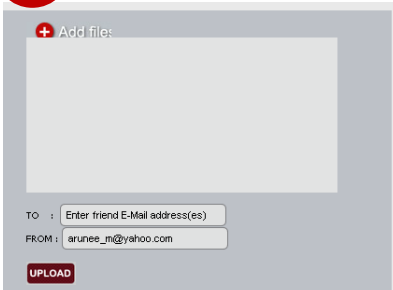 Add files
TO : Enter friend E-Mail address(es)
FROM : arunee_m@yahoo.com
UPLOAD